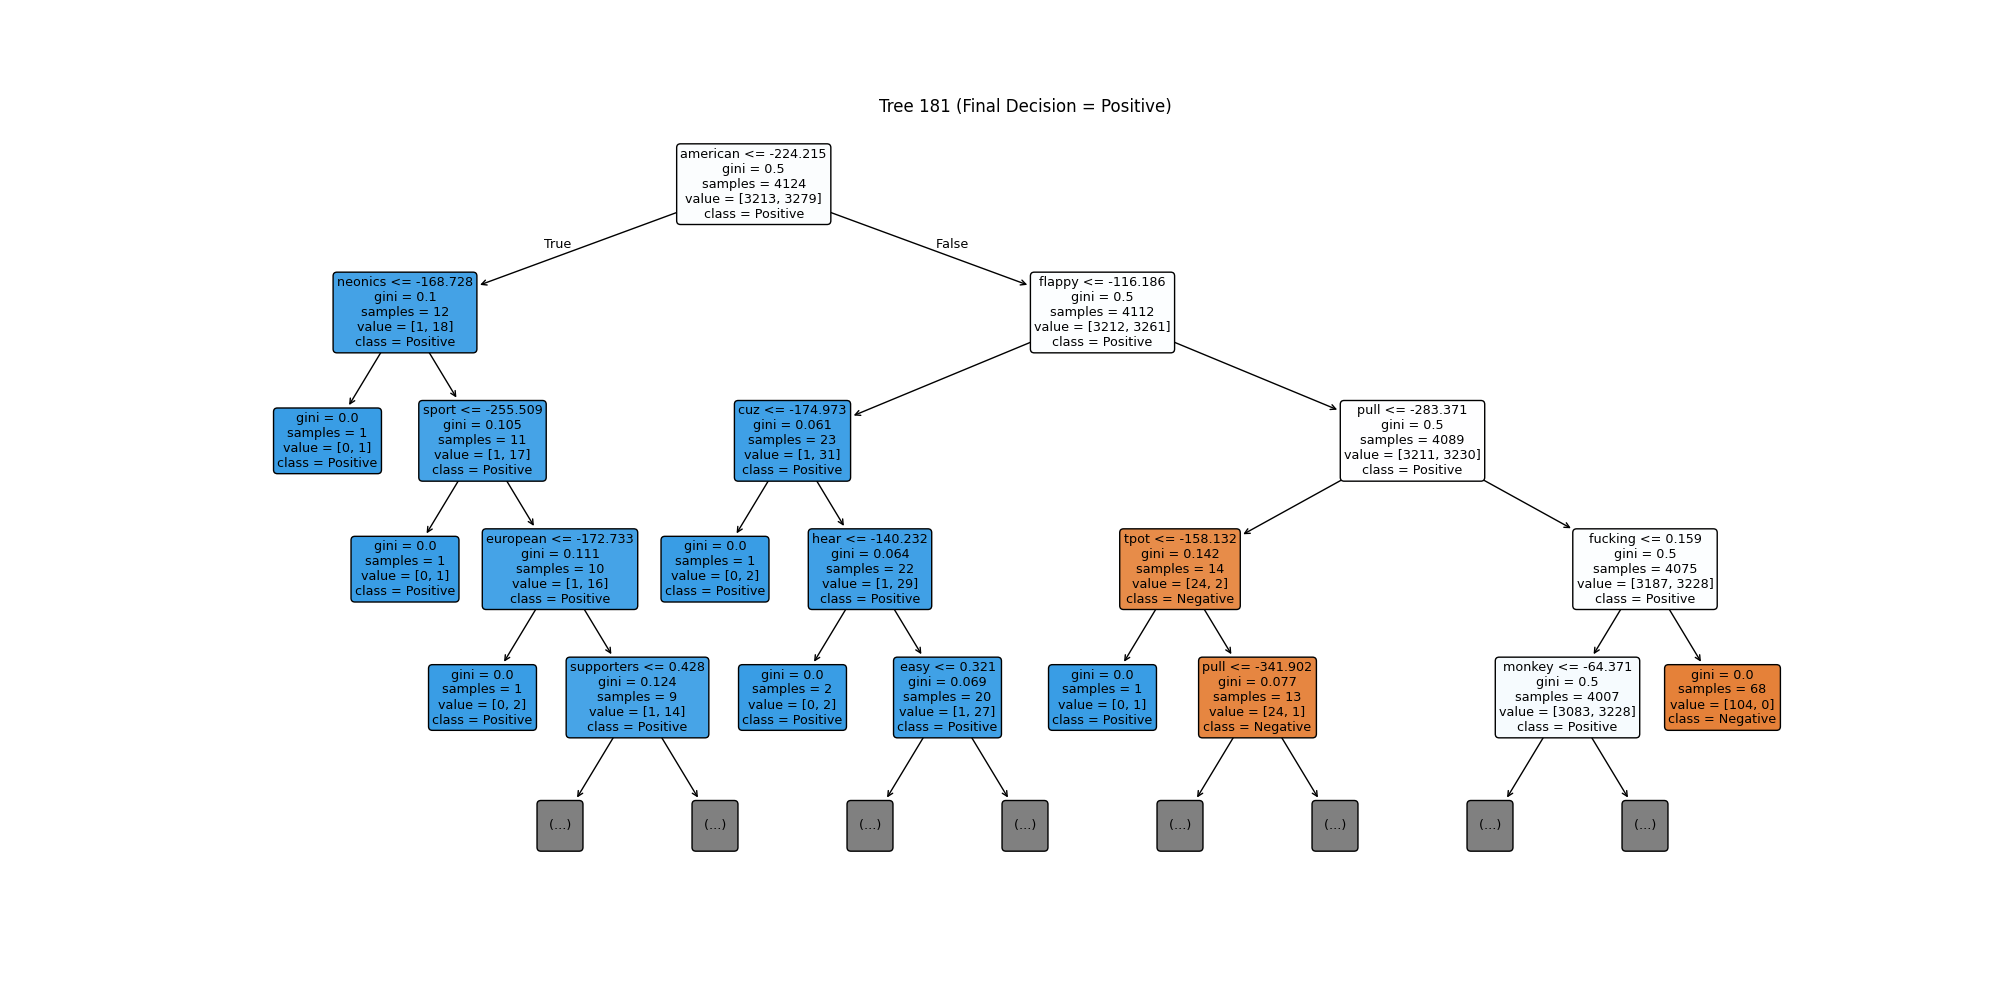 Tree 181 (Final Decision = Positive)
american <= -224.215
gini = 0.5
samples = 4124
value = [3213, 3279]
class = Positive
True
False
neonics <= -168.728
gini = 0.1
samples = 12
value = [1, 18]
class = Positive
flappy <= -116.186
gini = 0.5
samples = 4112
value = [3212, 3261]
class = Positive
gini = 0.0
samples = 1
value = [0, 1]
class = Positive
sport <= -255.509
gini = 0.105
samples = 11
value = [1, 17]
class = Positive
cuz <= -174.973
gini = 0.061
samples = 23
value = [1, 31]
class = Positive
pull <= -283.371
gini = 0.5
samples = 4089
value = [3211, 3230]
class = Positive
gini = 0.0
samples = 1
value = [0, 1]
class = Positive
european <= -172.733
gini = 0.111
samples = 10
value = [1, 16]
class = Positive
gini = 0.0
samples = 1
value = [0, 2]
class = Positive
hear <= -140.232
gini = 0.064
samples = 22
value = [1, 29]
class = Positive
tpot <= -158.132
gini = 0.142
samples = 14
value = [24, 2]
class = Negative
fucking <= 0.159
gini = 0.5
samples = 4075
value = [3187, 3228]
class = Positive
gini = 0.0
samples = 1
value = [0, 2]
class = Positive
supporters <= 0.428
gini = 0.124
samples = 9
value = [1, 14]
class = Positive
gini = 0.0
samples = 2
value = [0, 2]
class = Positive
easy <= 0.321
gini = 0.069
samples = 20
value = [1, 27]
class = Positive
gini = 0.0
samples = 1
value = [0, 1]
class = Positive
pull <= -341.902
gini = 0.077
samples = 13
value = [24, 1]
class = Negative
monkey <= -64.371
gini = 0.5
samples = 4007
value = [3083, 3228]
class = Positive
gini = 0.0
samples = 68
value = [104, 0]
class = Negative
(...)
(...)
(...)
(...)
(...)
(...)
(...)
(...)